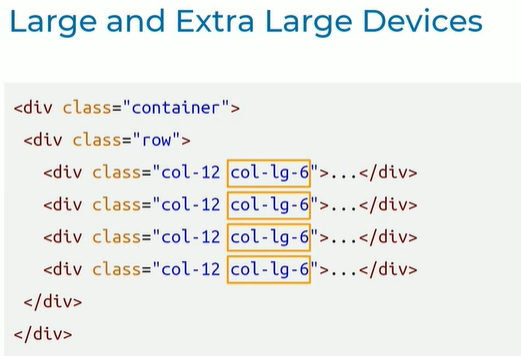 Large and Extra Large Devices
<div class="container">
<div class="row">
<div class="col-12 col-lg-6">...</div>
<div class="col-12 col-lg-6">...</div>
<div class="col-12 col-lg-6">...</div>
<div class="col-12 col-lg-6">...</div>
</div>
</div>